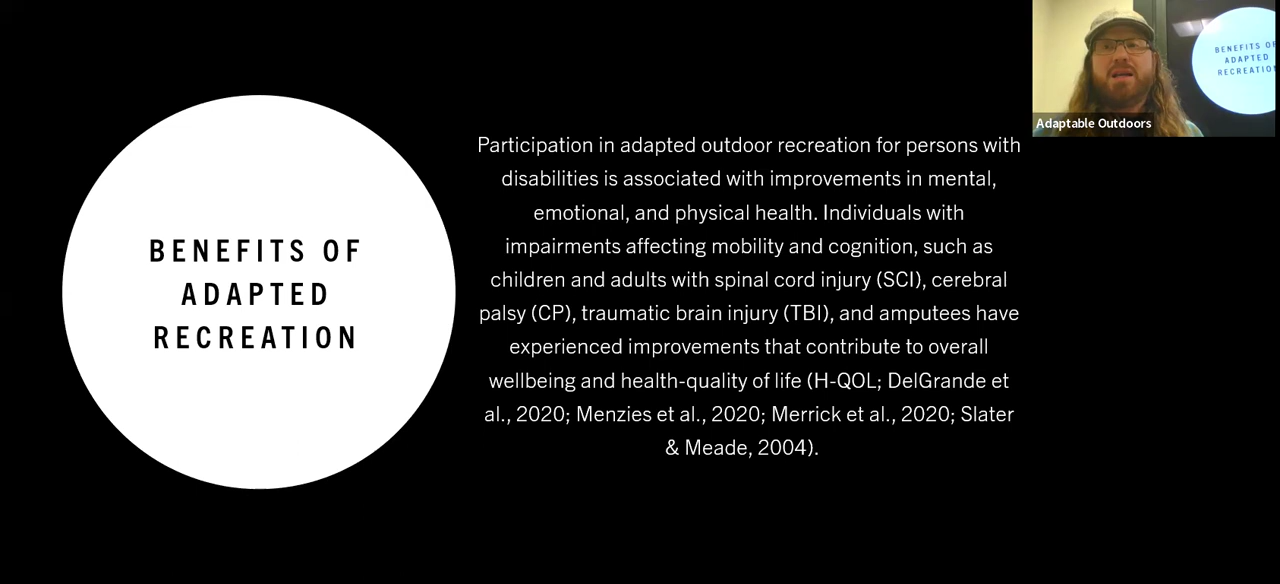 BENEFITS OF
ADAPTED
RECREATION
Participation in adapted outdoor recreation for persons with
disabilities is associated with improvements in mental,
emotional, and physical health. Individuals with
impairments affecting mobility and cognition, such as
children and adults with spinal cord injury (SCI), cerebral
palsy (CP), traumatic brain injury (TBI), and amputees have
experienced improvements that contribute to overall
wellbeing and health-quality of life (H-QOL; DelGrande et
al., 2020; Menzies et al., 2020; Merrick et al., 2020; Slater
& Meade, 2004).
BENEFITS OF
ADAPTED
RECREATION
Adaptable Outdoors